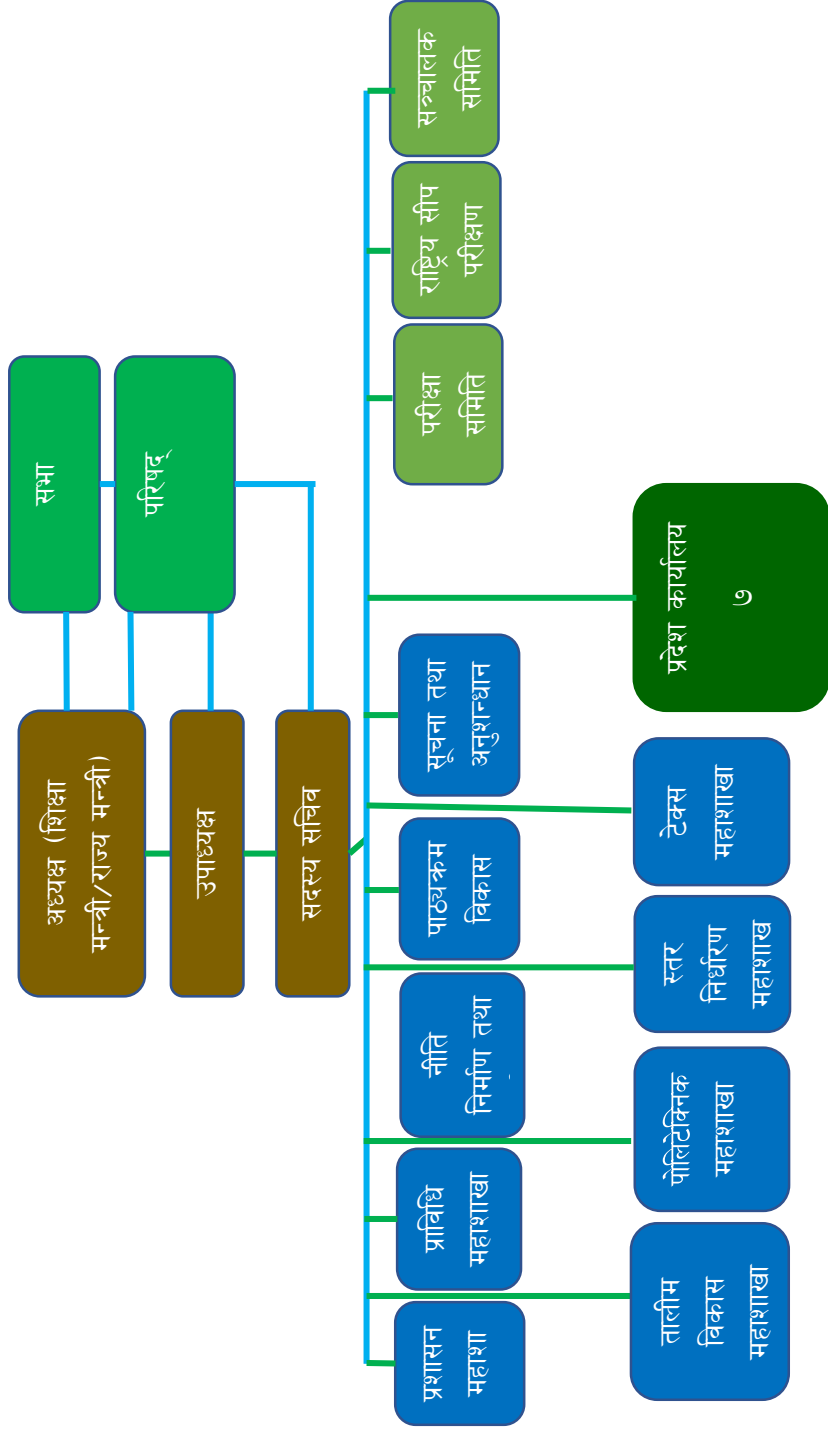 सभा
परिषद्
अध्यक्ष (शिक्षा
मन्त्री/राज्य मन्त्री)
उपाध्यक्ष
सदस्य सचिव
प्रशासन
महाशा
प्राविधि
महाशाखा
नीति
निर्माण तथा
पाठ्यक्रम
विकास
सूचना तथा
अनुशन्धान
परीक्षा
समिति
राष्ट्रिय सीप
परीक्षण
सञ्चालक
समिति
तालीम
विकास
महाशाखा
पोलिटेक्निक
महाशाखा
स्तर
निर्धारण
महाशाख
टेक्स
महाशाखा
प्रदेश कार्यालय
७